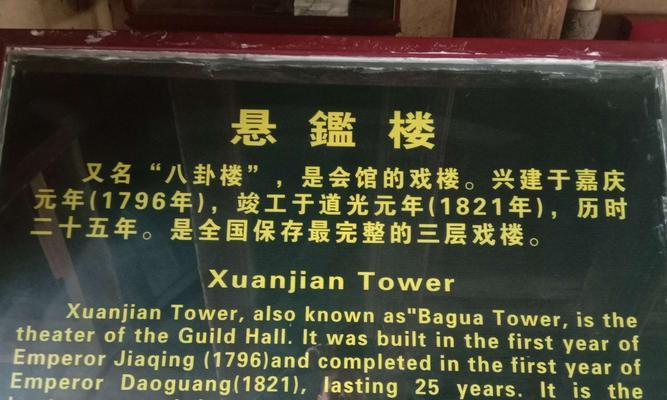 悬鑑楼
又名“八卦楼”，是会馆的戏楼。兴建于嘉庆
元年(1796年)，竣工于道光元年(1821年)，历时
二十五年。是全国保存最完整的三层戏楼。
Xuanjian Tower
Xuanjian Tower, also known as"Bagua Tower, is the
theater of the Guild Hall. It was built in the first year of
Emperor Jiaqing (1796)and completed in the first year of
Emperor Daoguang(1821), lasting 25 years. It is the